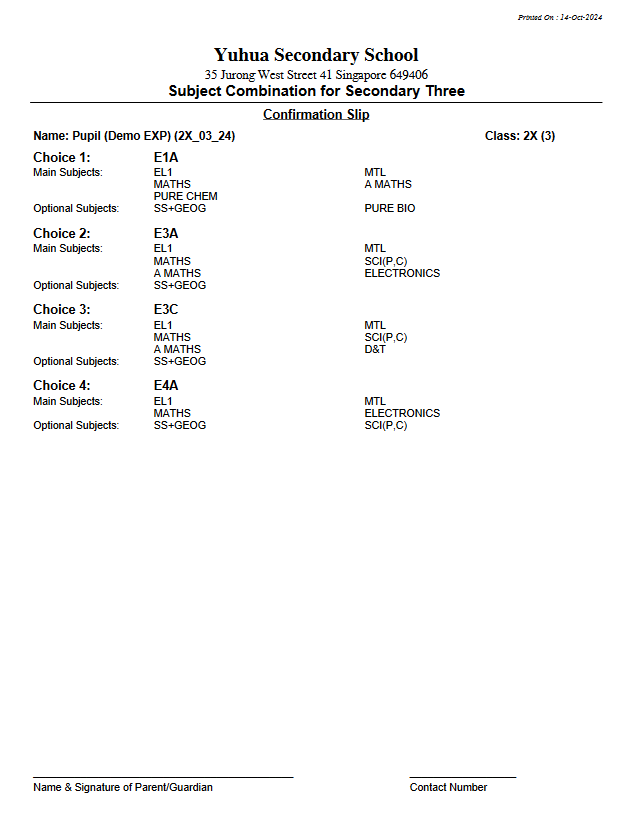 Printed On : 14-Oct-2024
Yuhua Secondary School
35 Jurong West Street 41 Singapore 649406
Subject Combination for Secondary Three
Confirmation Slip
Name: Pupil (Demo EXP) (2X_03_24) Class: 2X (3)
Choice 1: E1A
Main Subjects: EL1 MTL
MATHS A MATHS
PURE CHEM
Optional Subjects: SS+GEOG PURE BIO
Choice 2: E3A
Main Subjects: EL1 MTL
MATHS SCI(P,C)
A MATHS ELECTRONICS
Optional Subjects: SS+GEOG
Choice 3: E3C
Main Subjects: EL1 MTL
MATHS SCI(P,C)
A MATHS D&T
Optional Subjects: SS+GEOG
Choice 4: E4A
Main Subjects: EL1 MTL
MATHS ELECTRONICS
Optional Subjects: SS+GEOG SCI(P,C)
Name & Signature of Parent/Guardian Contact Number